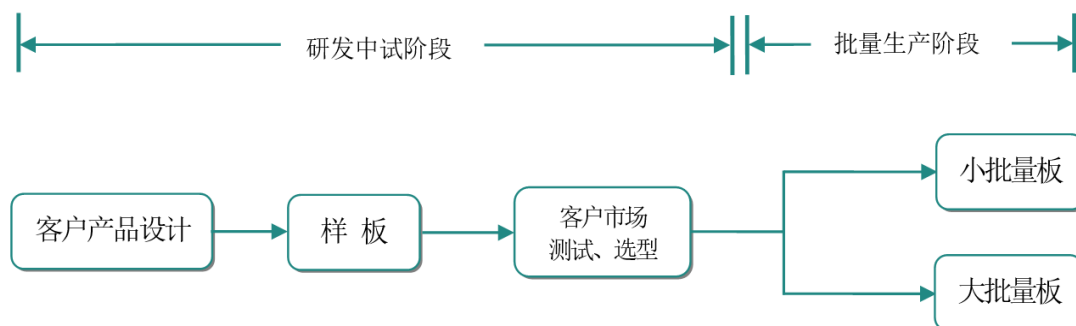 研发中试阶段
批量生产阶段
客户产品设计
样 板
客户市场
测试、选型
小批量板
大批量板